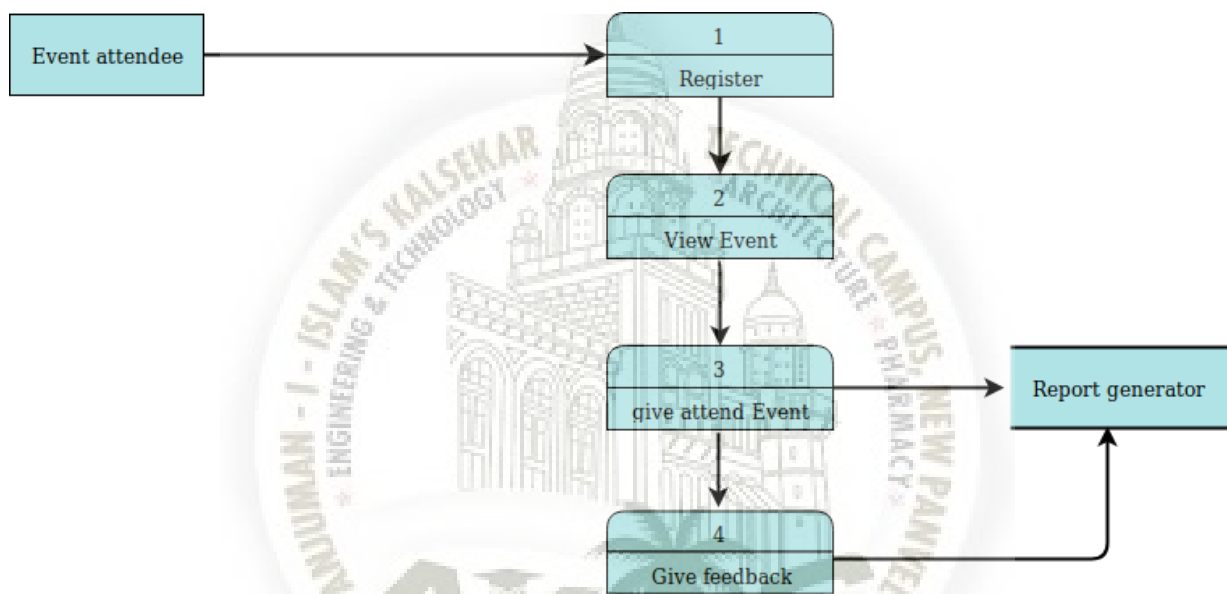 Event attendee
1
Register
2
View Event
3
give attend Event
Report generator
4
Give feedback
ANJUMAN - I - ISLAM'S KALSEKAR TECHNICAL CAMPUS, NEW PANVEL
ENGINEERING & TECHNOLOGY * ARCHITECTURE * PHARMACY *